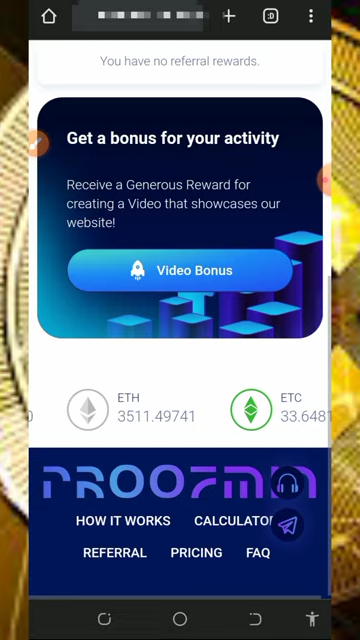 :D
You have no referral rewards.
Get a bonus for your activity
Receive a Generous Reward for
creating a Video that showcases our
website!
Video Bonus
0
ETH
3511.49741
ETC
33.6481
HOW IT WORKS
REFERRAL PRICING FAQ